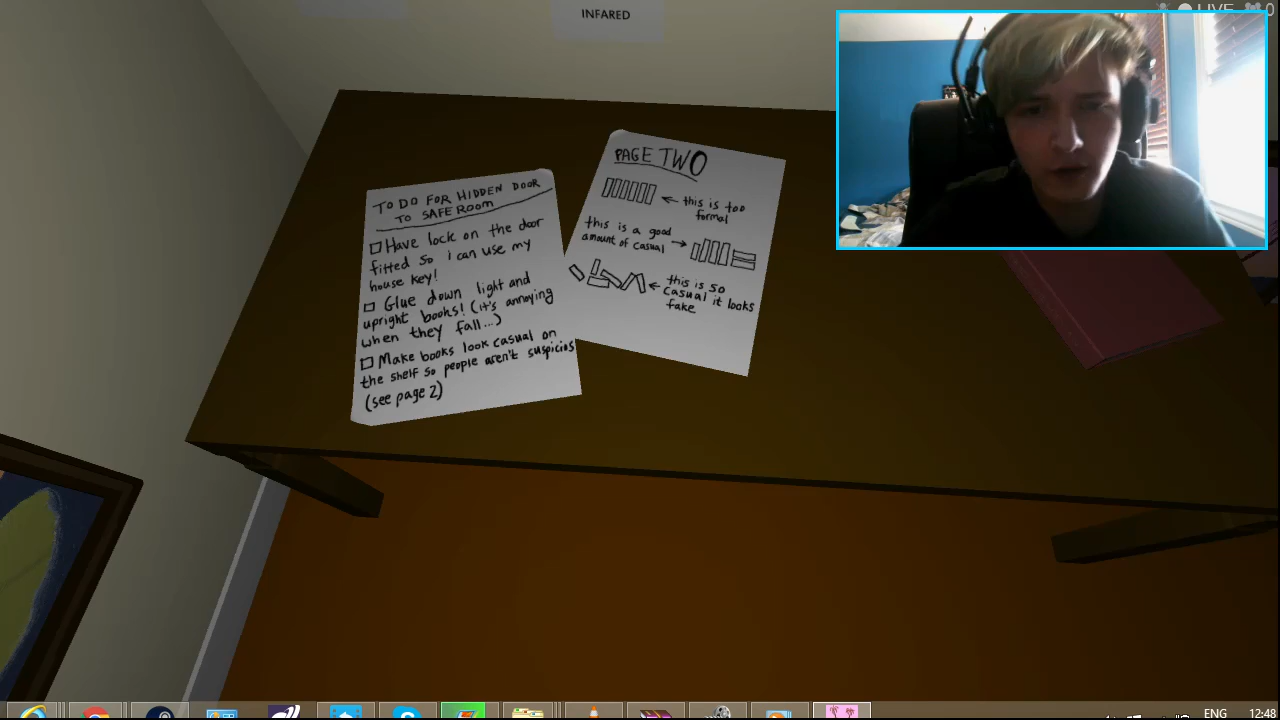 INFARED
LIVE
0
TO DO FOR HIDDEN DOOR
TO SAFE ROOM
Have lock on the door
fitted so i can use my
house key!
Glue down light and
upright books! (it's annoying
when they fall...)
Make books look casual on
the shelf so people aren't suspicios
(see page 2)
PAGE TWO
this is too
formal
this is a good
amount of casual
this is so
casual it looks
fake
ENG
12:48